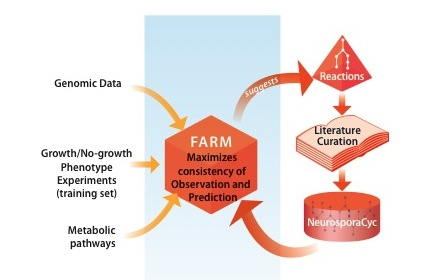 Genomic Data
Growth/No-growth
Phenotype
Experiments
(training set)
Metabolic
pathways
FARM
Maximizes
consistency of
Observation and
Prediction
suggests
Reactions
Literature
Curation
NeurosporaCyc